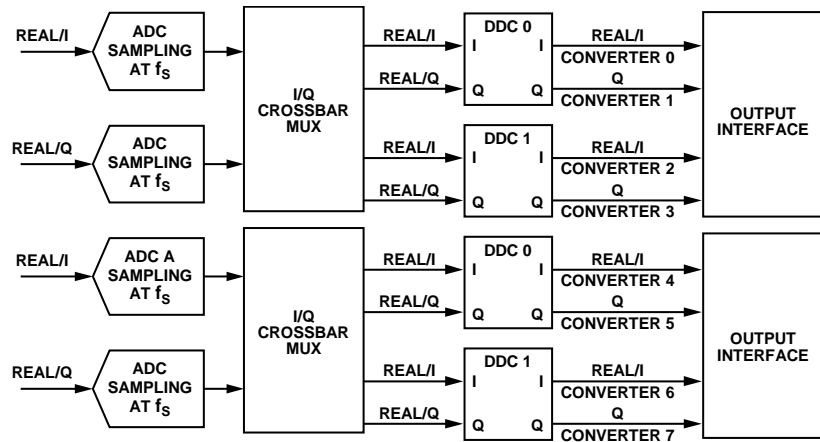 REAL/I
ADC
SAMPLING
AT fS
REAL/Q
ADC
SAMPLING
AT fS
I/Q
CROSSBAR
MUX
REAL/I
REAL/Q
DDC 0
I
I
Q
Q
REAL/I
CONVERTER 0
Q
CONVERTER 1
REAL/I
REAL/Q
DDC 1
I
I
Q
Q
REAL/I
CONVERTER 2
Q
CONVERTER 3
OUTPUT
INTERFACE
REAL/I
ADC A
SAMPLING
AT fS
REAL/Q
ADC
SAMPLING
AT fS
I/Q
CROSSBAR
MUX
REAL/I
REAL/Q
DDC 0
I
I
Q
Q
REAL/I
CONVERTER 4
Q
CONVERTER 5
REAL/I
REAL/Q
DDC 1
I
I
Q
Q
REAL/I
CONVERTER 6
Q
CONVERTER 7
OUTPUT
INTERFACE